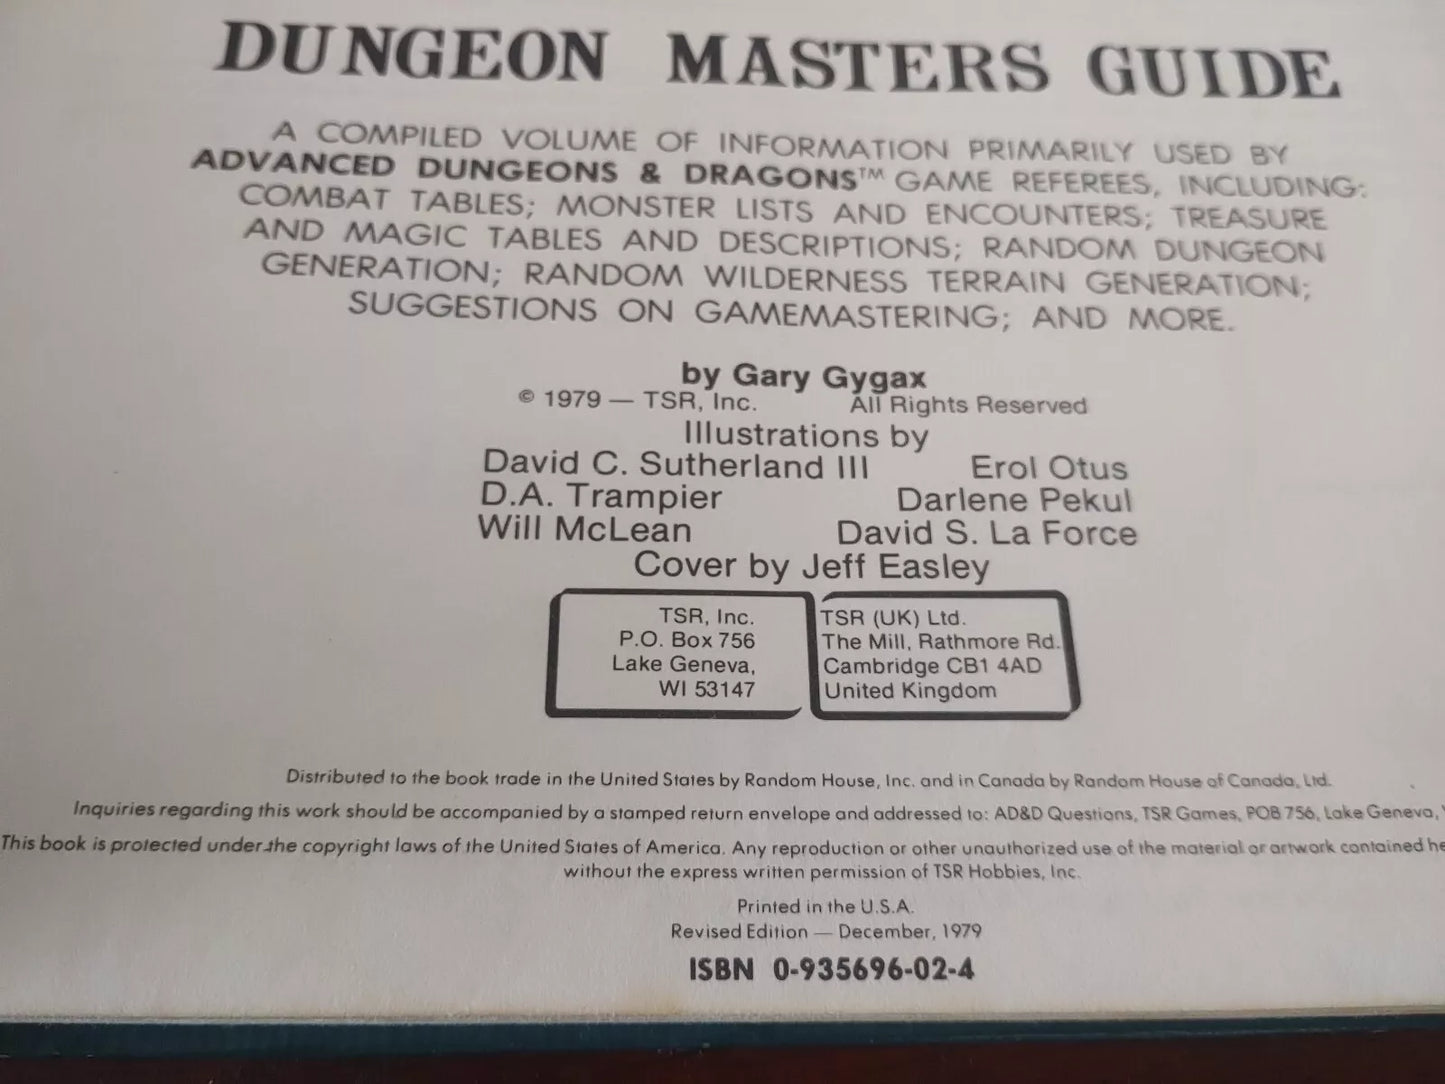 DUNGEON MASTERS GUIDE
A COMPILED VOLUME OF INFORMATION PRIMARILY USED BY
ADVANCED DUNGEONS & DRAGONS™ GAME REFEREES, INCLUDING:
COMBAT TABLES; MONSTER LISTS AND ENCOUNTERS; TREASURE
AND MAGIC TABLES AND DESCRIPTIONS; RANDOM DUNGEON
GENERATION; RANDOM WILDERNESS TERRAIN GENERATION;
SUGGESTIONS ON GAMEMASTERING; AND MORE.
by Gary Gygax
© 1979 — TSR, Inc. All Rights Reserved
Illustrations by
David C. Sutherland III Erol Otus
D.A. Trampier Darlene Pekul
Will McLean David S. La Force
Cover by Jeff Easley
TSR, Inc.
P.O. Box 756
Lake Geneva,
WI 53147
TSR (UK) Ltd.
The Mill, Rathmore Rd.
Cambridge CB1 4AD
United Kingdom
Distributed to the book trade in the United States by Random House, Inc. and in Canada by Random House of Canada, Ltd.
Inquiries regarding this work should be accompanied by a stamped return envelope and addressed to: AD&D Questions, TSR Games, POB 756, Lake Geneva,
This book is protected under the copyright laws of the United States of America. Any reproduction or other unauthorized use of the material or artwork contained
without the express written permission of TSR Hobbies, Inc.
Printed in the U.S.A.
Revised Edition — December, 1979
ISBN 0-935696-02-4